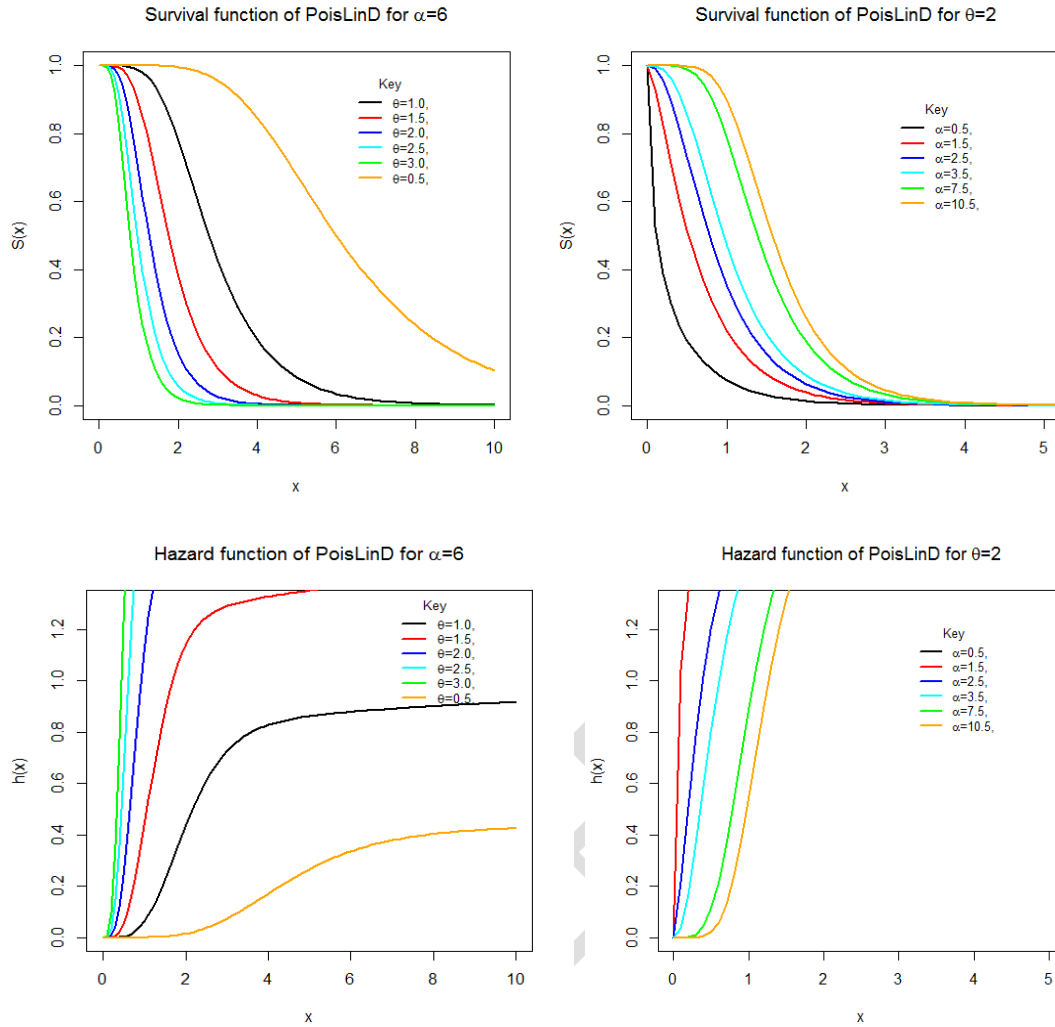 Survival function of PoisLinD for α=6
S(x)
1.0
0.8
0.6
0.4
0.2
0.0
Key
θ=1.0,
θ=1.5,
θ=2.0,
θ=2.5,
θ=3.0,
θ=0.5,
0 2 4 6 8 10
x
Survival function of PoisLinD for θ=2
S(x)
1.0
0.8
0.6
0.4
0.2
0.0
Key
α=0.5,
α=1.5,
α=2.5,
α=3.5,
α=7.5,
α=10.5,
0 1 2 3 4 5
x
Hazard function of PoisLinD for α=6
h(x)
1.2
1.0
0.8
0.6
0.4
0.2
0.0
Key
θ=1.0,
θ=1.5,
θ=2.0,
θ=2.5,
θ=3.0,
θ=0.5,
0 2 4 6 8 10
x
Hazard function of PoisLinD for θ=2
h(x)
1.2
1.0
0.8
0.6
0.4
0.2
0.0
Key
α=0.5,
α=1.5,
α=2.5,
α=3.5,
α=7.5,
α=10.5,
0 1 2 3 4 5
x